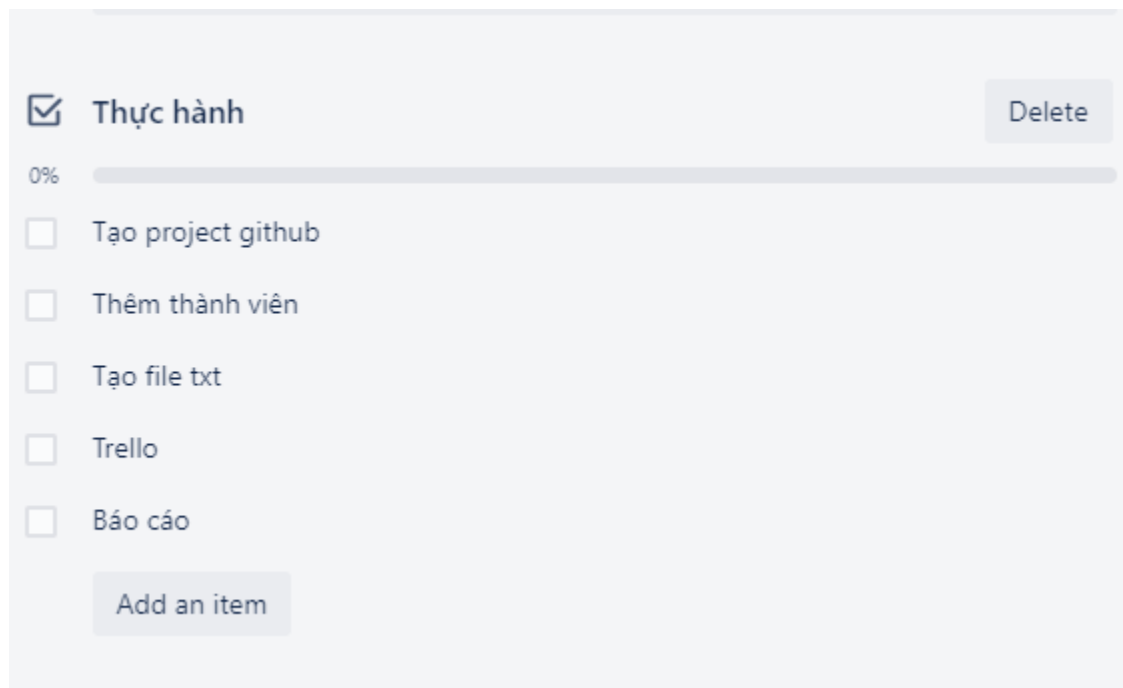 Thực hành
Delete
0%
Tạo project github
Thêm thành viên
Tạo file txt
Trello
Báo cáo
Add an item